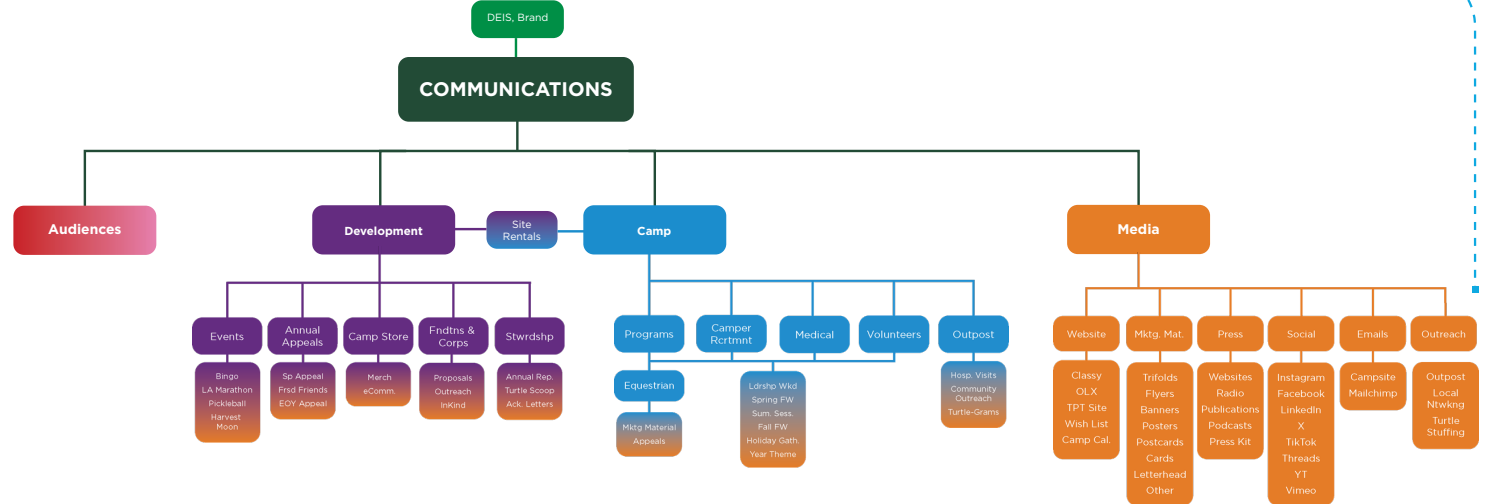 DEIS, Brand
COMMUNICATIONS
Audiences
Development
Site
Rentals
Camp
Media
Events
Annual
Appeals
Camp Store
Fndtns &
Corps
Stwrdshp
Programs
Camper
Rcrtmnt
Medical
Volunteers
Outpost
Website
Mktg. Mat.
Press
Social
Emails
Outreach
Bingo
LA Marathon
Pickleball
Harvest
Moon
Sp Appeal
Frsd Friends
EOY Appeal
Merch
eComm.
Proposals
Outreach
InKind
Annual Rep.
Turtle Scoop
Ack. Letters
Equestrian
Mktg Material
Appeals
Ldrshp Wkd
Spring FW
Sum. Sess.
Fall FW
Holiday Gath.
Year Theme
Hosp. Visits
Community
Outreach
Turtle-Grams
Classy
OLX
TPT Site
Wish List
Camp Cal.
Trifolds
Flyers
Banners
Posters
Postcards
Cards
Letterhead
Other
Websites
Radio
Publications
Podcasts
Press Kit
Instagram
Facebook
LinkedIn
X
TikTok
Threads
YT
Vimeo
Campsite
Mailchimp
Outpost
Local
Ntwkng
Turtle
Stuffing